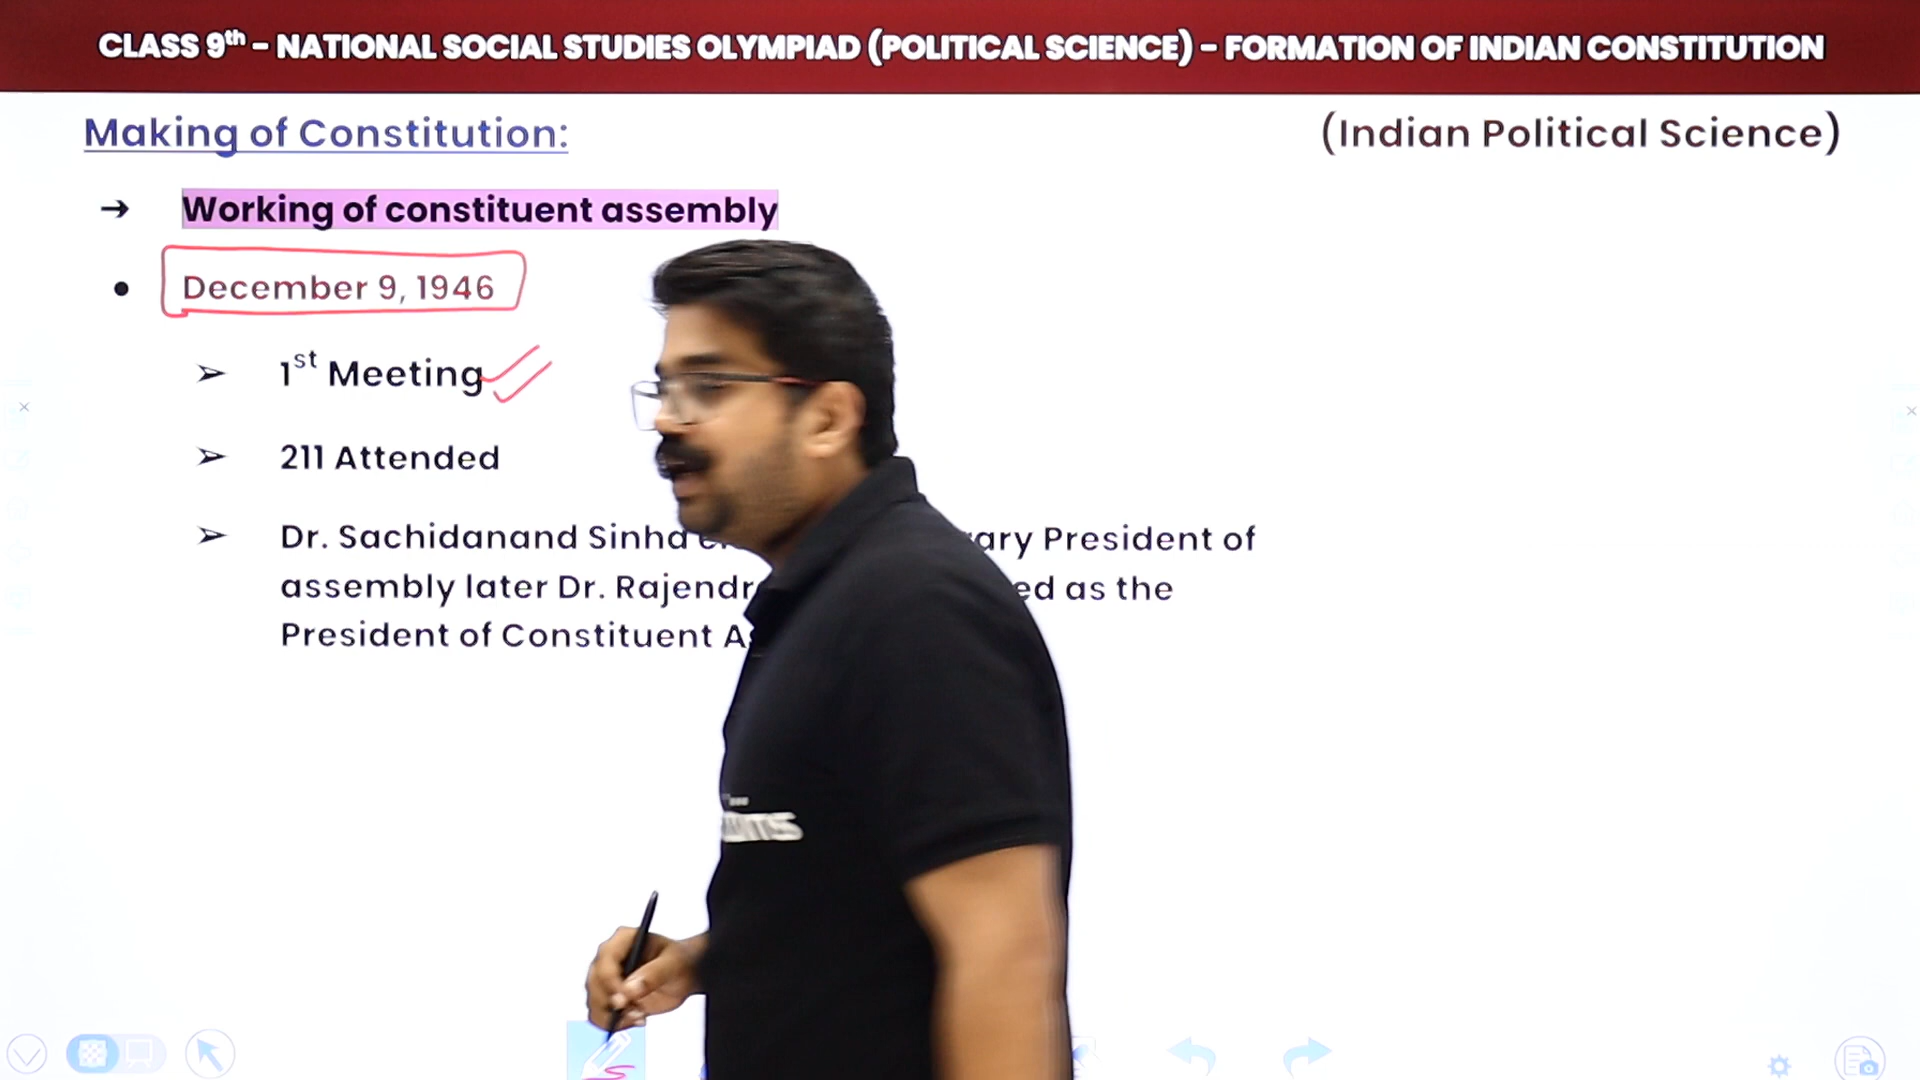 CLASS 9th - NATIONAL SOCIAL STUDIES OLYMPIAD (POLITICAL SCIENCE) - FORMATION OF INDIAN CONSTITUTION
Making of Constitution:
(Indian Political Science)
→ Working of constituent assembly
• December 9, 1946
➢ 1st Meeting
➢ 211 Attended
➢ Dr. Sachidanand Sinha President of
assembly later Dr. as the
President of Constituent